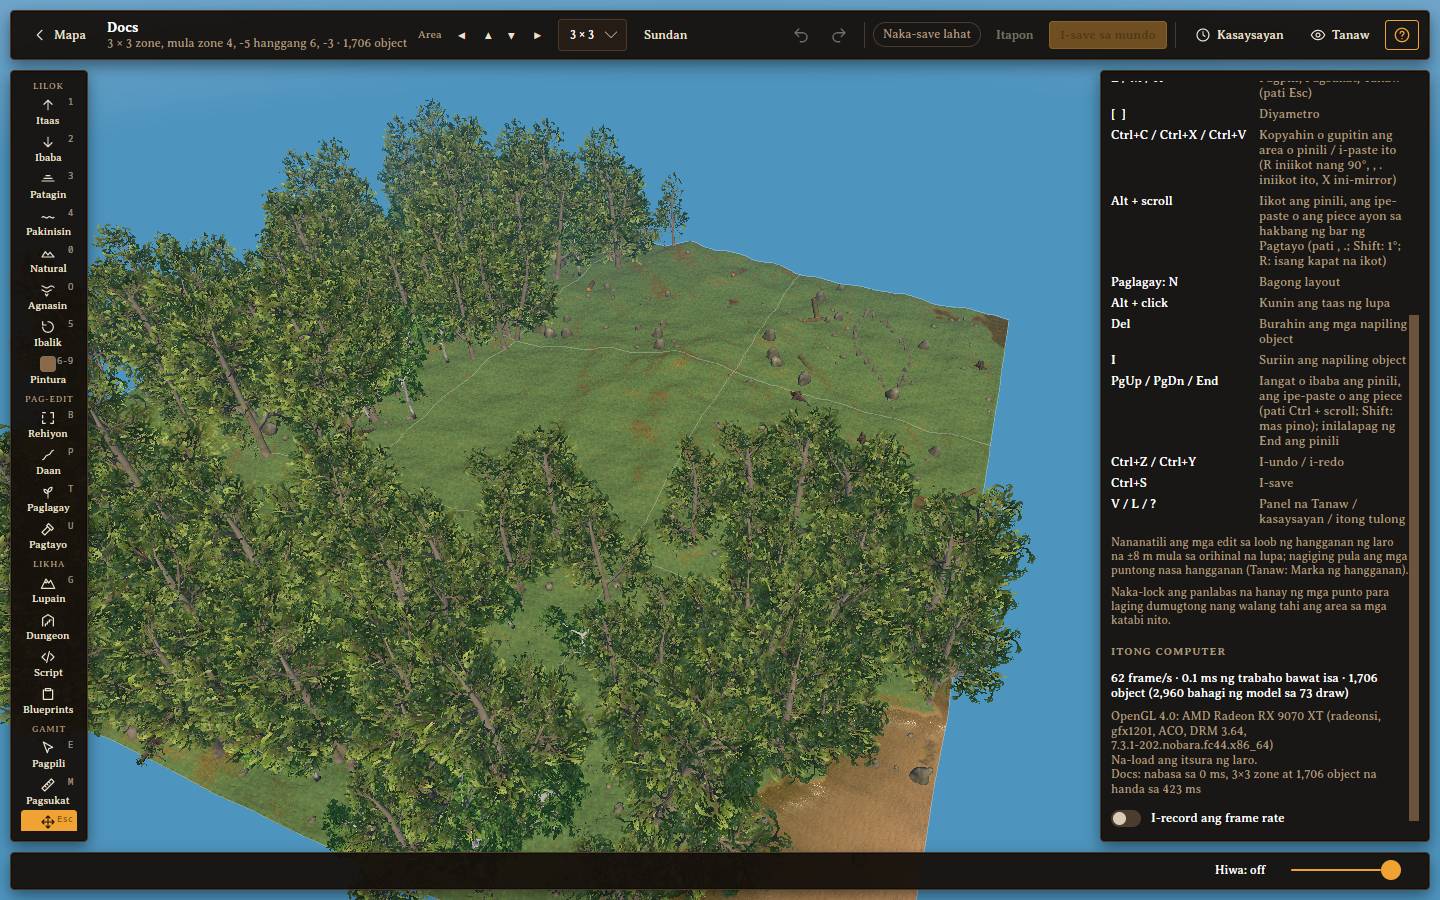 Mapa
Docs
3 × 3 zone, mula zone 4, -5 hanggang 6, -3 · 1,706 object
Area
3 × 3
Sundan
Naka-save lahat
Itapon
I-save sa mundo
Kasaysayan
Tanaw
LILOK
1
Itaas
2
Ibaba
3
Patagin
4
Pakinisin
0
Natural
O
Agnasin
5
Ibalik
6-9
Pintura
PAG-EDIT
B
Rehiyon
P
Daan
T
Paglagay
U
Pagtayo
LIKHA
G
Lupain
Dungeon
Script
Blueprints
GAMIT
E
Pagpili
M
Pagsukat
Esc
(pati Esc)
[ ] Diyametro
Ctrl+C / Ctrl+X / Ctrl+V Kopyahin o gupitin ang
area o pinili / i-paste ito
(R iniikot nang 90°, , .
iniikot ito, X ini-mirror)
Alt + scroll Iikot ang pinili, ang ipe-
paste o ang piece ayon sa
hakbang ng bar ng
Pagtayo (pati , .; Shift: 1°;
R: isang kapat na ikot)
Paglagay: N Bagong layout
Alt + click Kunin ang taas ng lupa
Del Burahin ang mga napiling
object
I Suriin ang napiling object
PgUp / PgDn / End Iangat o ibaba ang pinili,
ang ipe-paste o ang piece
(pati Ctrl + scroll; Shift:
mas pino); inilalapag ng
End ang pinili
Ctrl+Z / Ctrl+Y I-undo / i-redo
Ctrl+S I-save
V / L / ? Panel na Tanaw /
kasaysayan / itong tulong
Nananatili ang mga edit sa loob ng hangganan ng laro
na ±8 m mula sa orihinal na lupa; nagiging pula ang mga
puntong nasa hangganan (Tanaw: Marka ng hangganan).
Naka-lock ang panlabas na hanay ng mga punto para
laging dumugtong nang walang tahi ang area sa mga
katabi nito.
ITONG COMPUTER
62 frame/s · 0.1 ms ng trabaho bawat isa · 1,706
object (2,960 bahagi ng model sa 73 draw)
OpenGL 4.0: AMD Radeon RX 9070 XT (radeonsi,
gfx1201, ACO, DRM 3.64,
7.3.1-202.nobara.fc44.x86_64)
Na-load ang itsura ng laro.
Docs: nabasa sa 0 ms, 3×3 zone at 1,706 object na
handa sa 423 ms
I-record ang frame rate
Hiwa: off